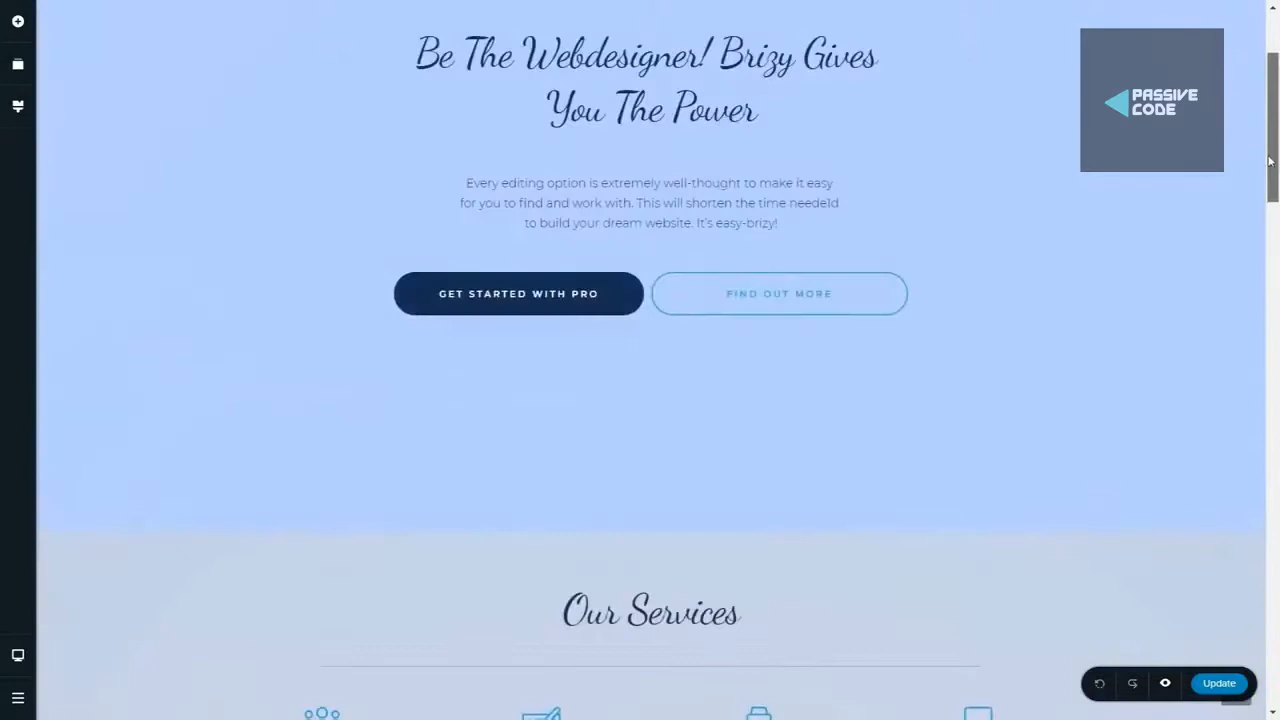 Be The Webdesigner! Brizy Gives
You The Power
PASSIVE
CODE
Every editing option is extremely well-thought to make it easy
for you to find and work with. This will shorten the time neede1d
to build your dream website. It's easy-brizy!
GET STARTED WITH PRO
FIND OUT MORE
Our Services
Update